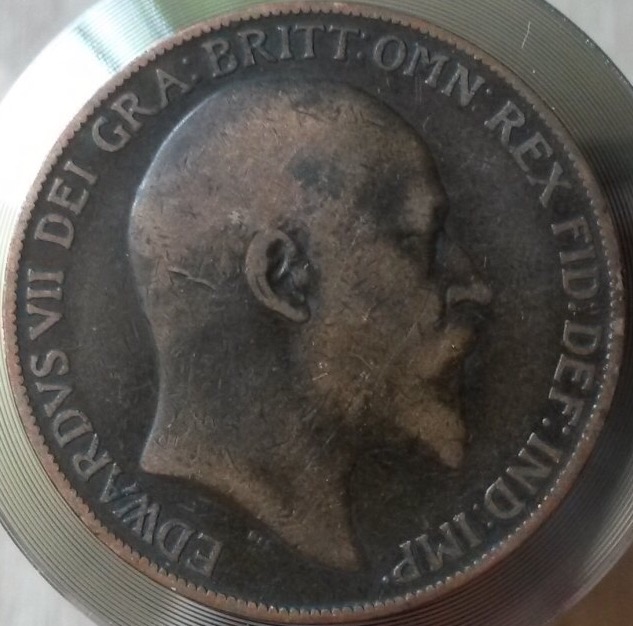 EDWARDVS VII DEI GRA: BRITT: OMN: REX FID: DEF: IND: IMP: